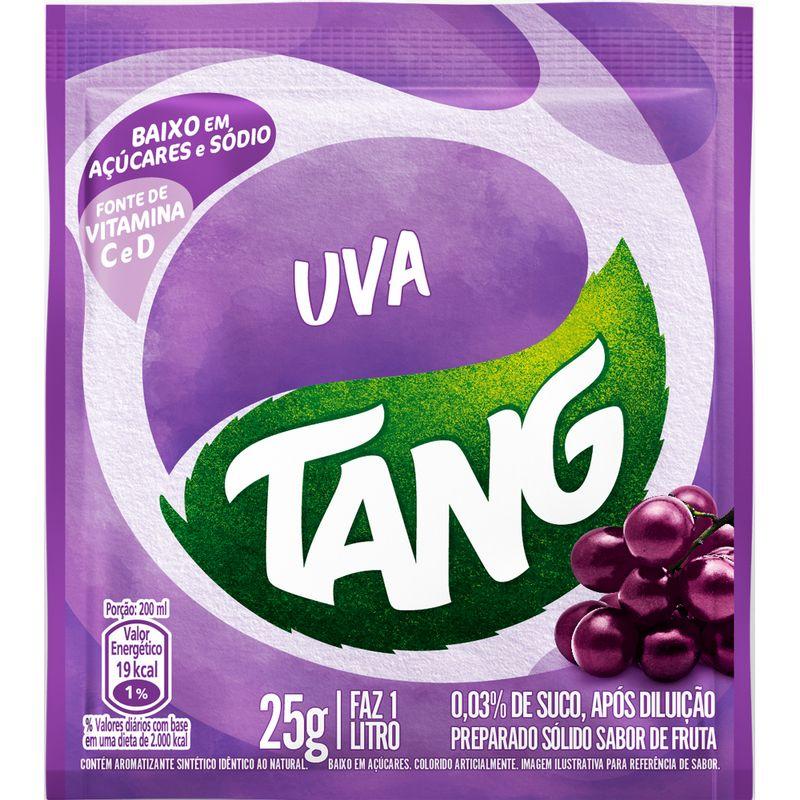 BAIXO EM
AÇÚCARES e SÓDIO
FONTE DE
VITAMINA
C e D
UVA
TANG
Porção: 200 ml
Valor
Energético
19 kcal
1%
% Valores diários com base
em uma dieta de 2.000 kcal
25g
FAZ 1
LITRO
0,03% DE SUCO, APÓS DILUIÇÃO
PREPARADO SÓLIDO SABOR DE FRUTA
CONTÉM AROMATIZANTE SINTÉTICO IDÊNTICO AO NATURAL. BAIXO EM AÇÚCARES. COLORIDO ARTICIALMENTE. IMAGEM ILUSTRATIVA PARA REFERÊNCIA DE SABOR.